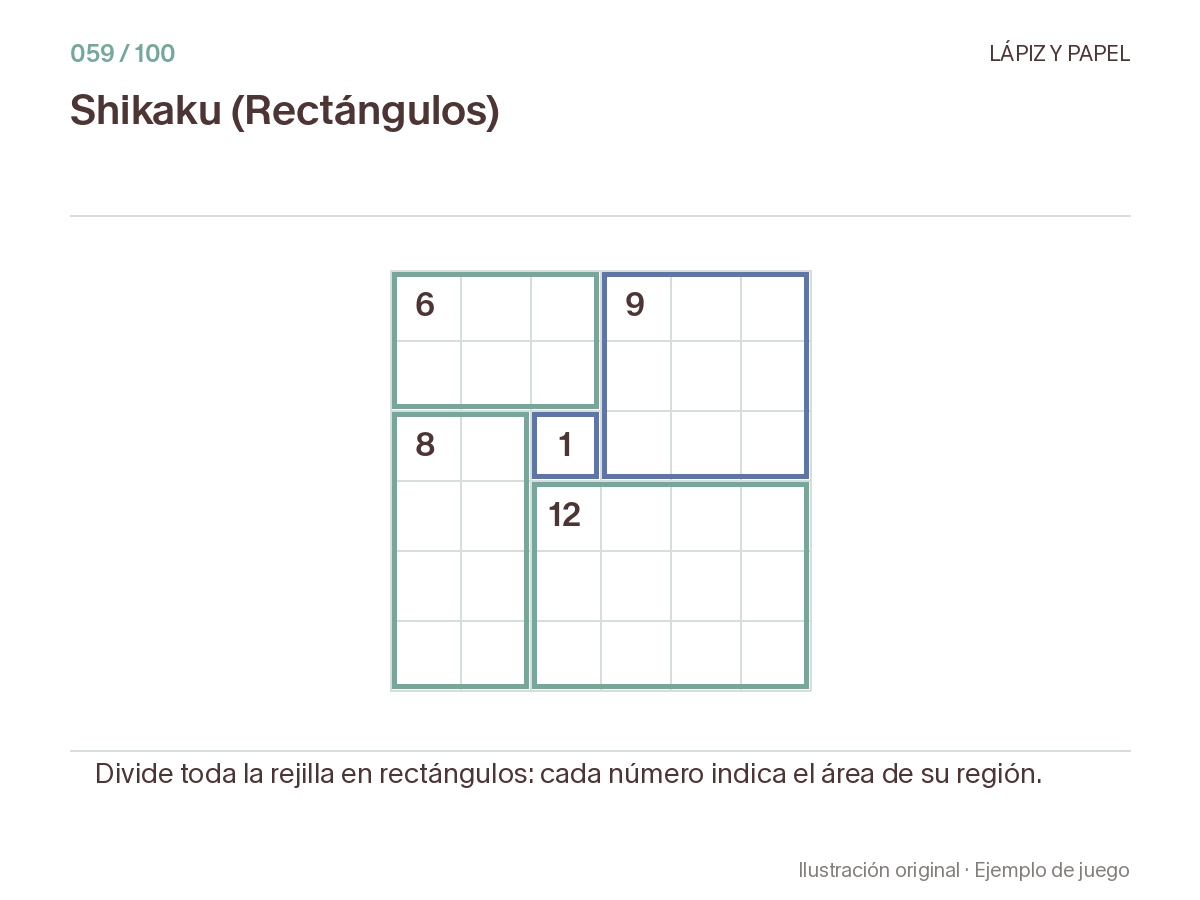 059 / 100
LÁPIZ Y PAPEL
Shikaku (Rectángulos)
6
9
8
1
12
Divide toda la rejilla en rectángulos: cada número indica el área de su región.
Ilustración original · Ejemplo de juego